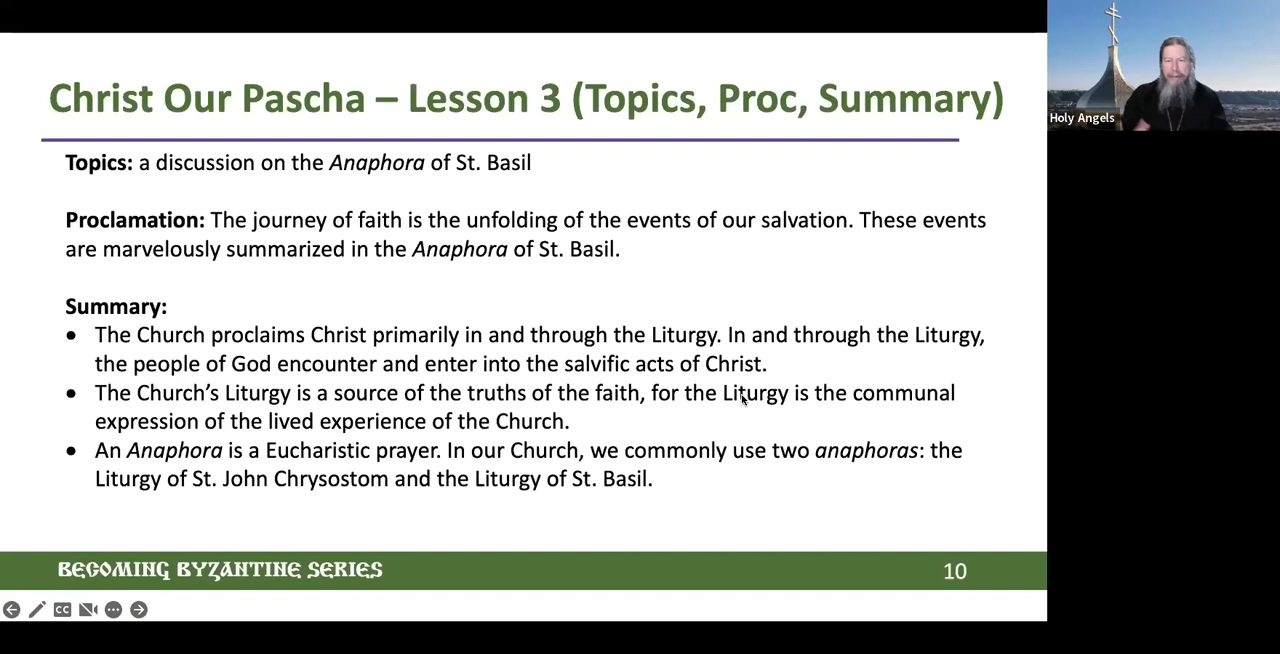 Christ Our Pascha – Lesson 3 (Topics, Proc, Summary)
Topics: a discussion on the Anaphora of St. Basil
Proclamation: The journey of faith is the unfolding of the events of our salvation. These events
are marvelously summarized in the Anaphora of St. Basil.
Summary:
• The Church proclaims Christ primarily in and through the Liturgy. In and through the Liturgy,
the people of God encounter and enter into the salvific acts of Christ.
• The Church’s Liturgy is a source of the truths of the faith, for the Liturgy is the communal
expression of the lived experience of the Church.
• An Anaphora is a Eucharistic prayer. In our Church, we commonly use two anaphoras: the
Liturgy of St. John Chrysostom and the Liturgy of St. Basil.
BECOMING BYZANTINE SERIES
10
CC
Holy Angels